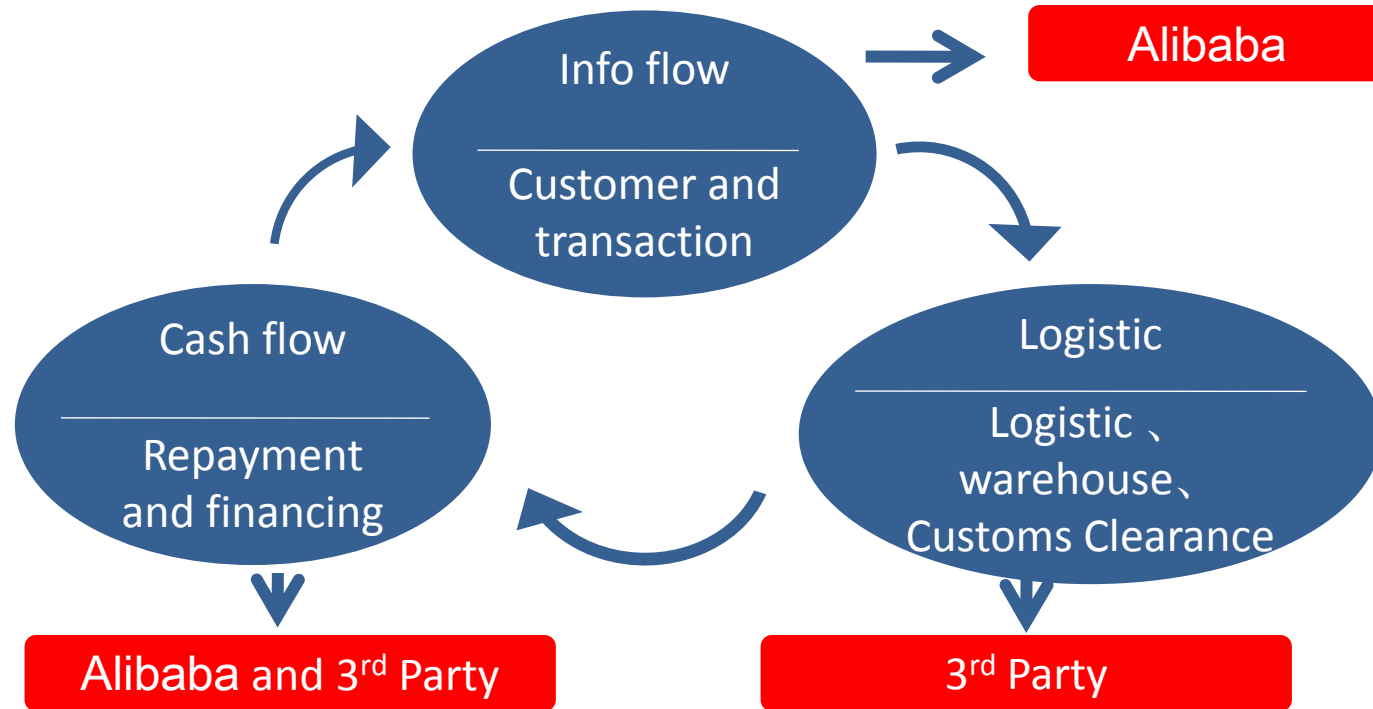 Info flow
Customer and
transaction
Alibaba
Cash flow
Repayment
and financing
Logistic
Logistic 、
warehouse、
Customs Clearance
Alibaba and 3rd Party
3rd Party